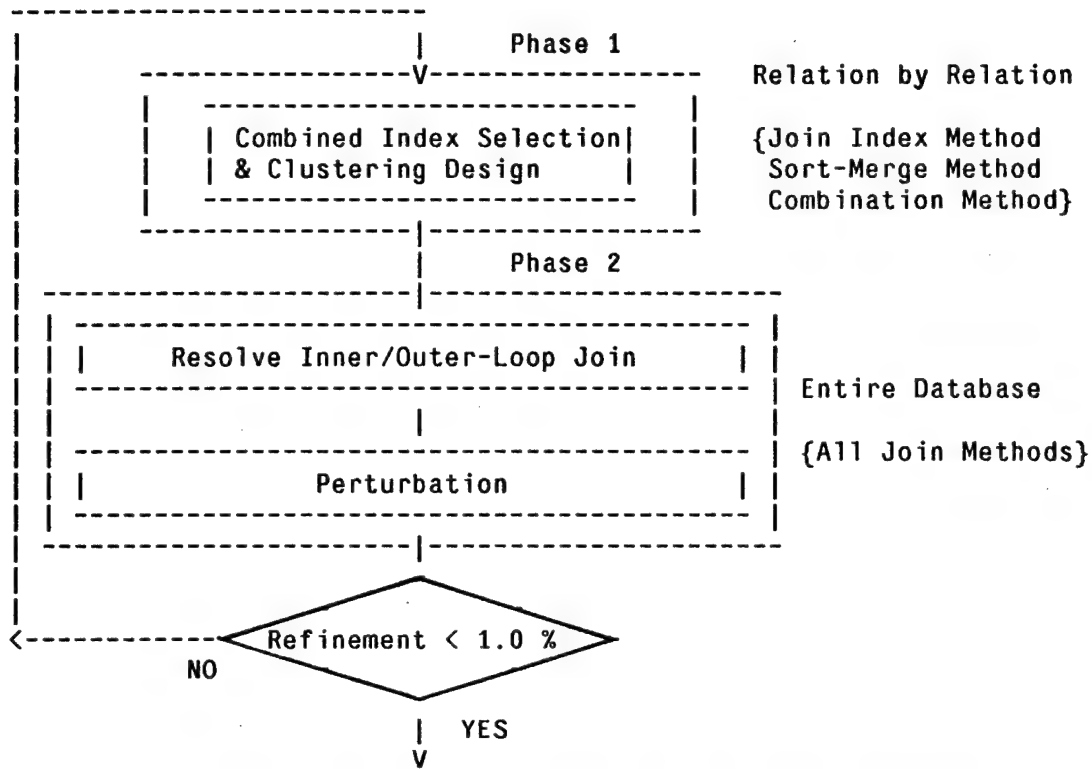 Phase 1
Relation by Relation
Combined Index Selection
& Clustering Design
{Join Index Method
Sort-Merge Method
Combination Method}
Phase 2
Resolve Inner/Outer-Loop Join
Entire Database
{All Join Methods}
Perturbation
Refinement < 1.0 %
NO
YES